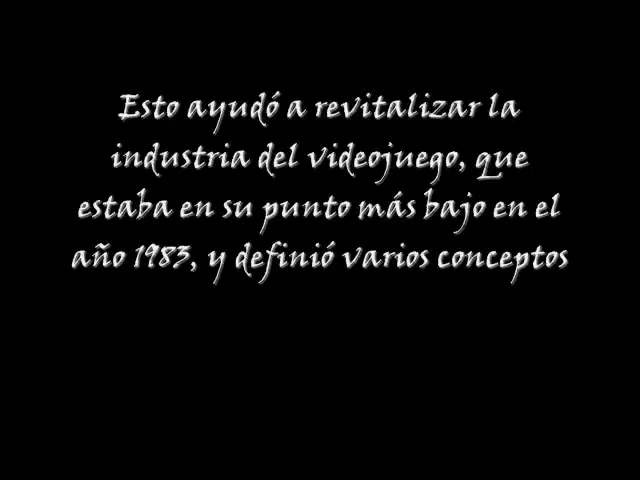 Esto ayudó a revitalizar la
industria del videojuego, que
estaba en su punto más bajo en el
año 1983, y definió varios conceptos